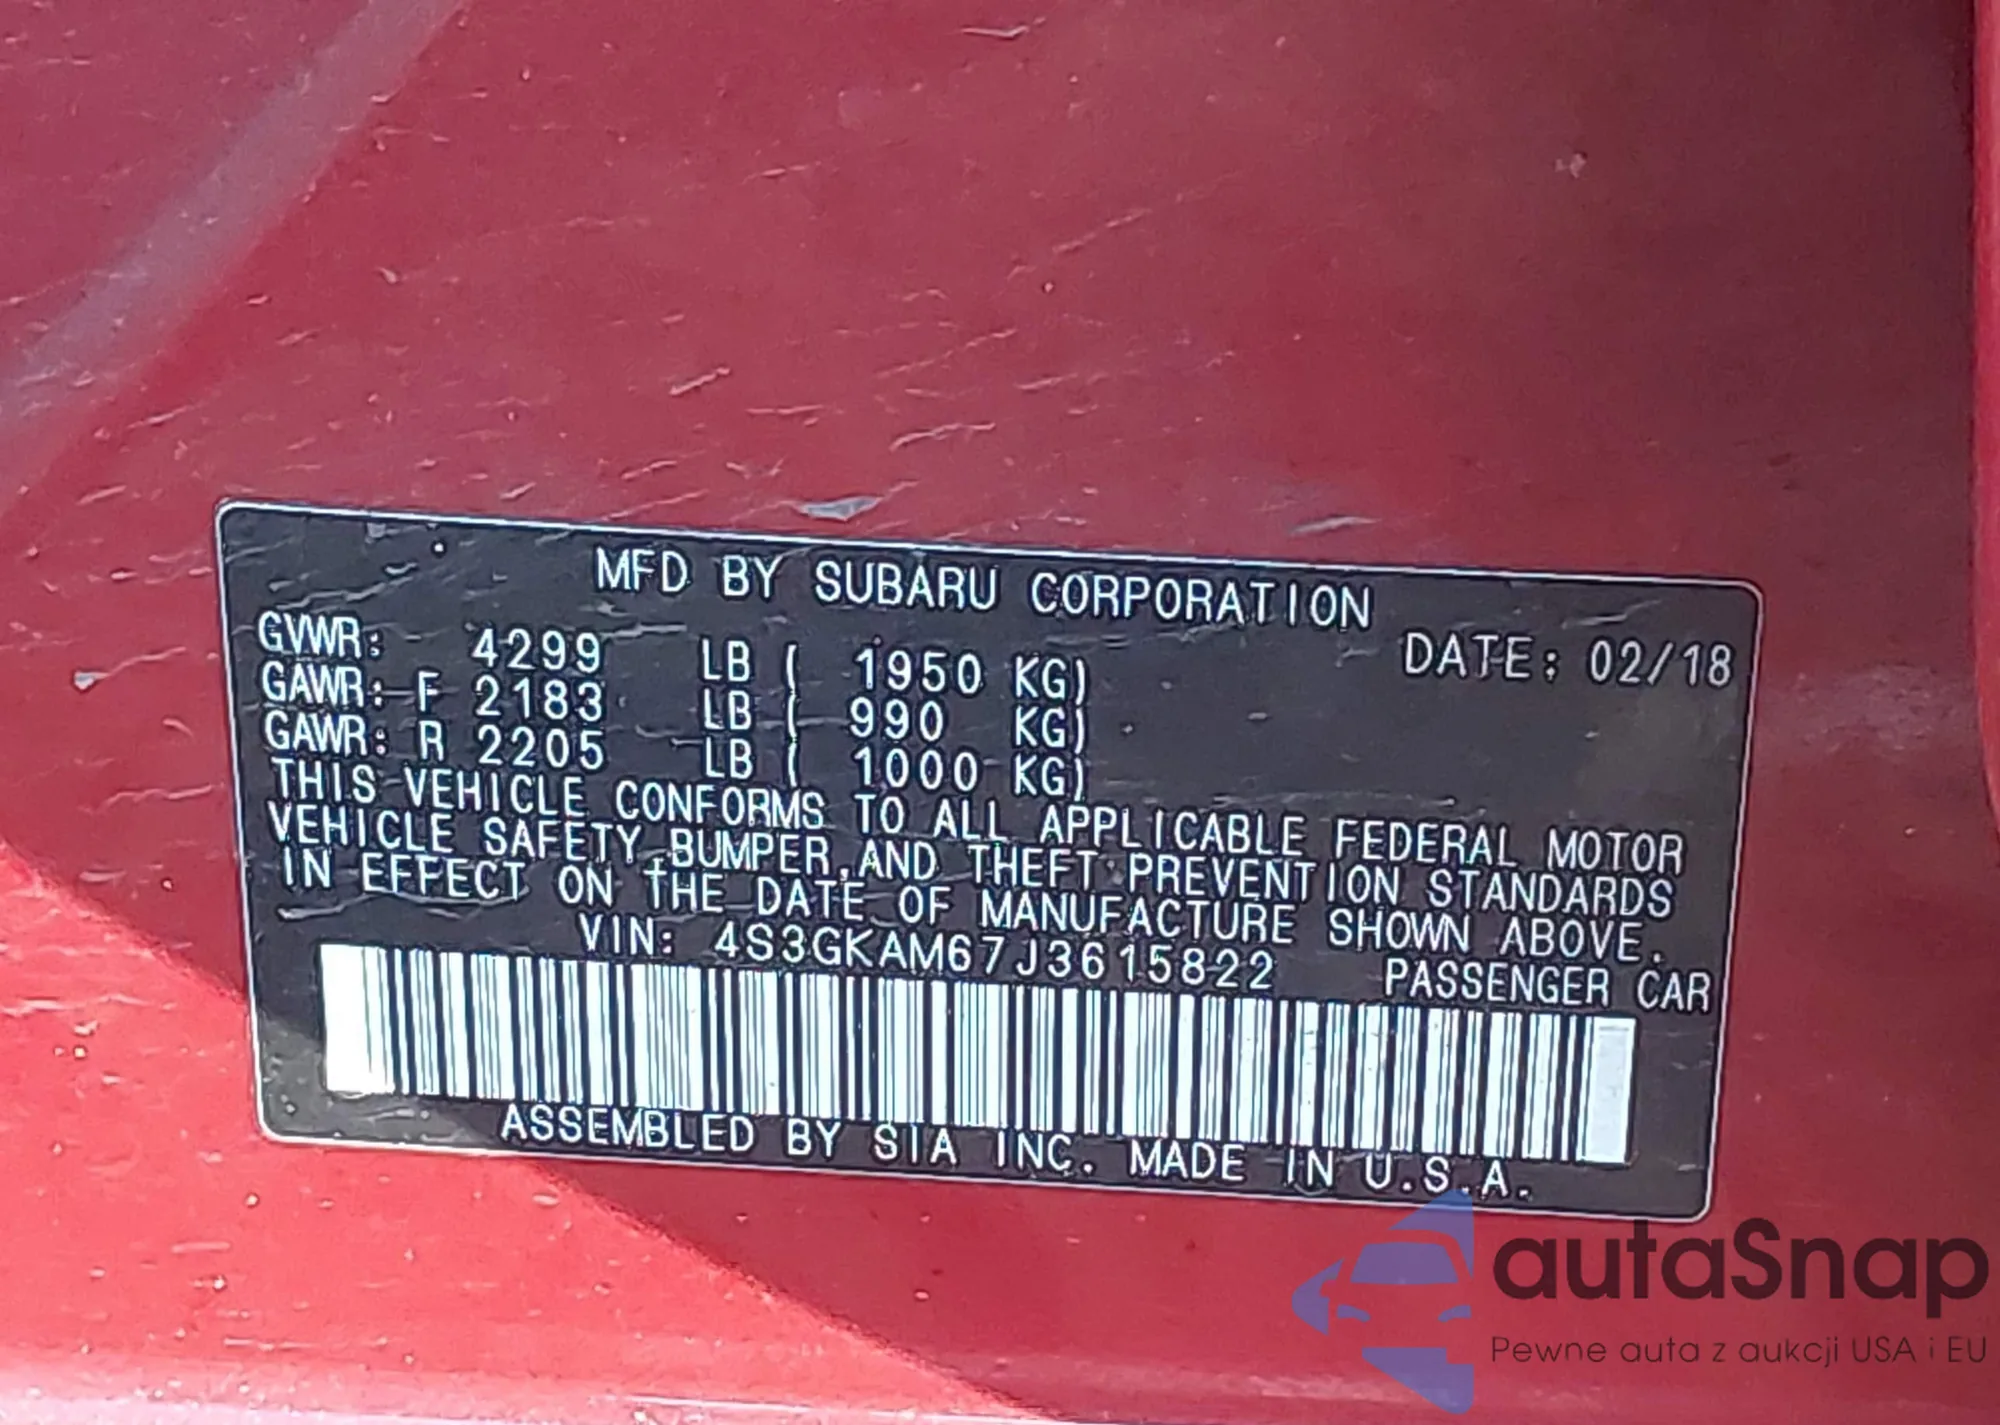 MFD BY SUBARU CORPORATION
GVWR: 4299 LB ( 1950 KG) DATE: 02/18
GAWR: F 2183 LB ( 990 KG)
GAWR: R 2205 LB ( 1000 KG)
THIS VEHICLE CONFORMS TO ALL APPLICABLE FEDERAL MOTOR
VEHICLE SAFETY,BUMPER,AND THEFT PREVENTION STANDARDS
IN EFFECT ON THE DATE OF MANUFACTURE SHOWN ABOVE.
VIN: 4S3GKAM67J3615822 PASSENGER CAR
ASSEMBLED BY SIA INC. MADE IN U.S.A.
autaSnap
Pewne auta z aukcji USA i EU